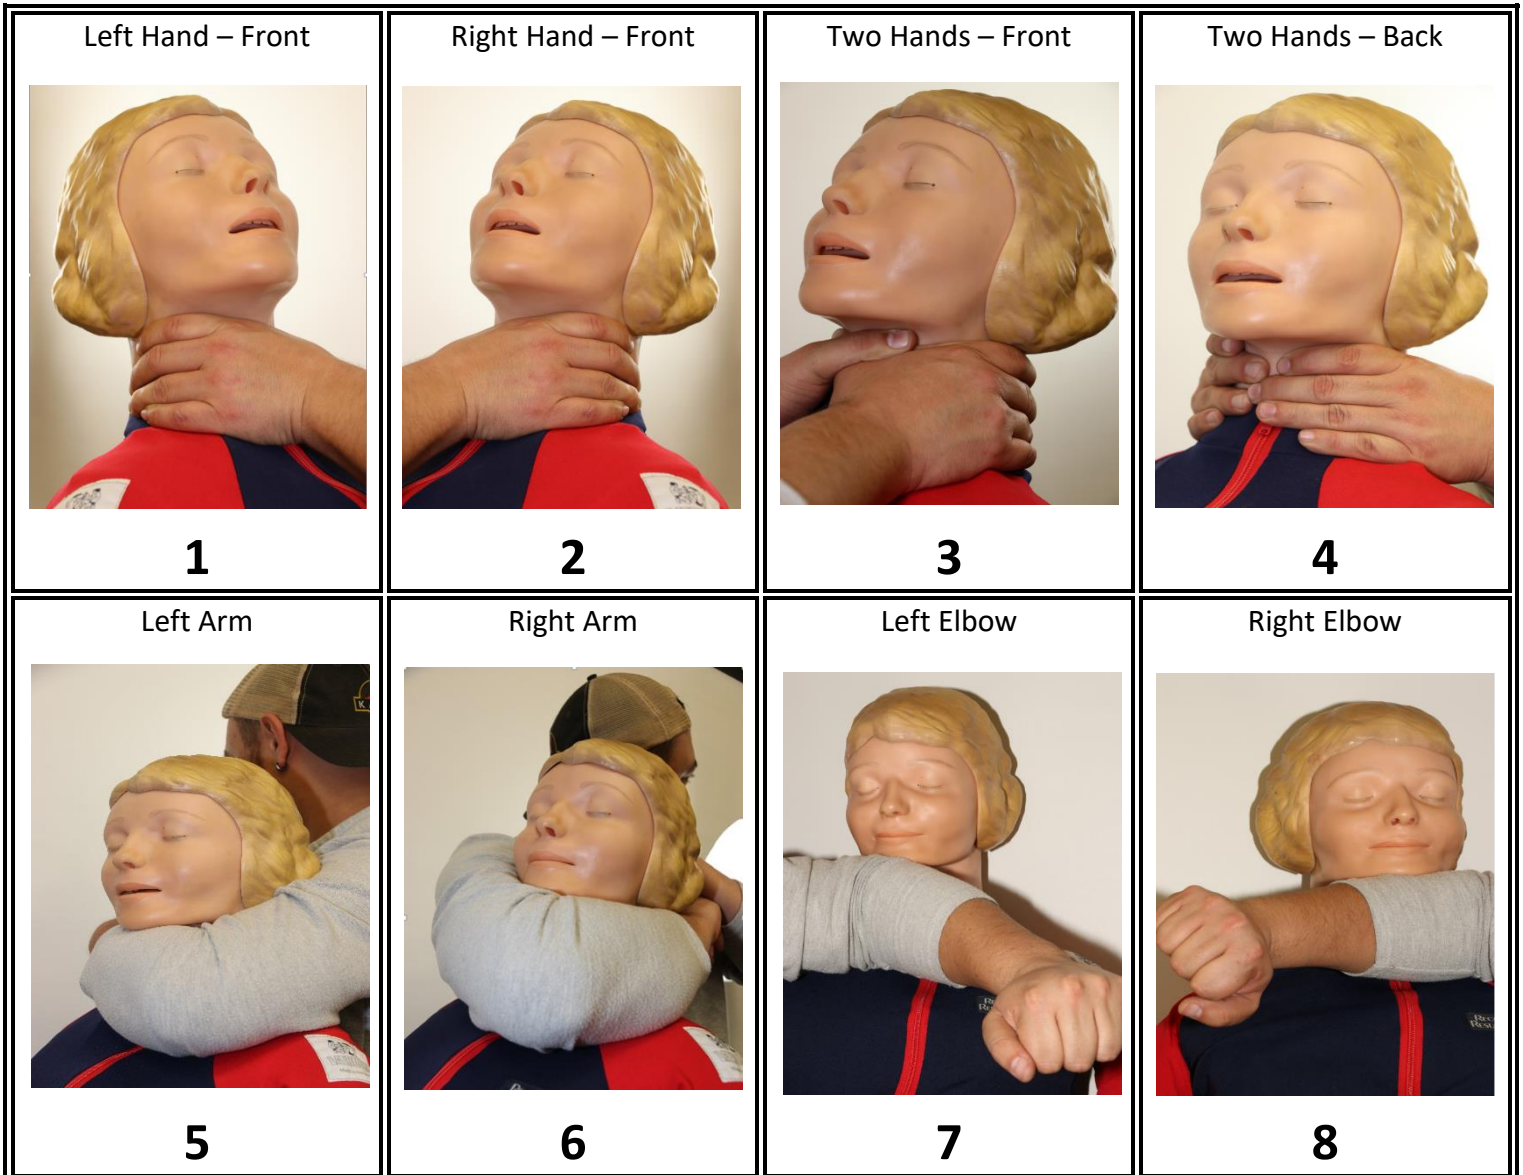 Left Hand – Front
Right Hand – Front
Two Hands – Front
Two Hands – Back
1
2
3
4
Left Arm
Right Arm
Left Elbow
Right Elbow
5
6
7
8